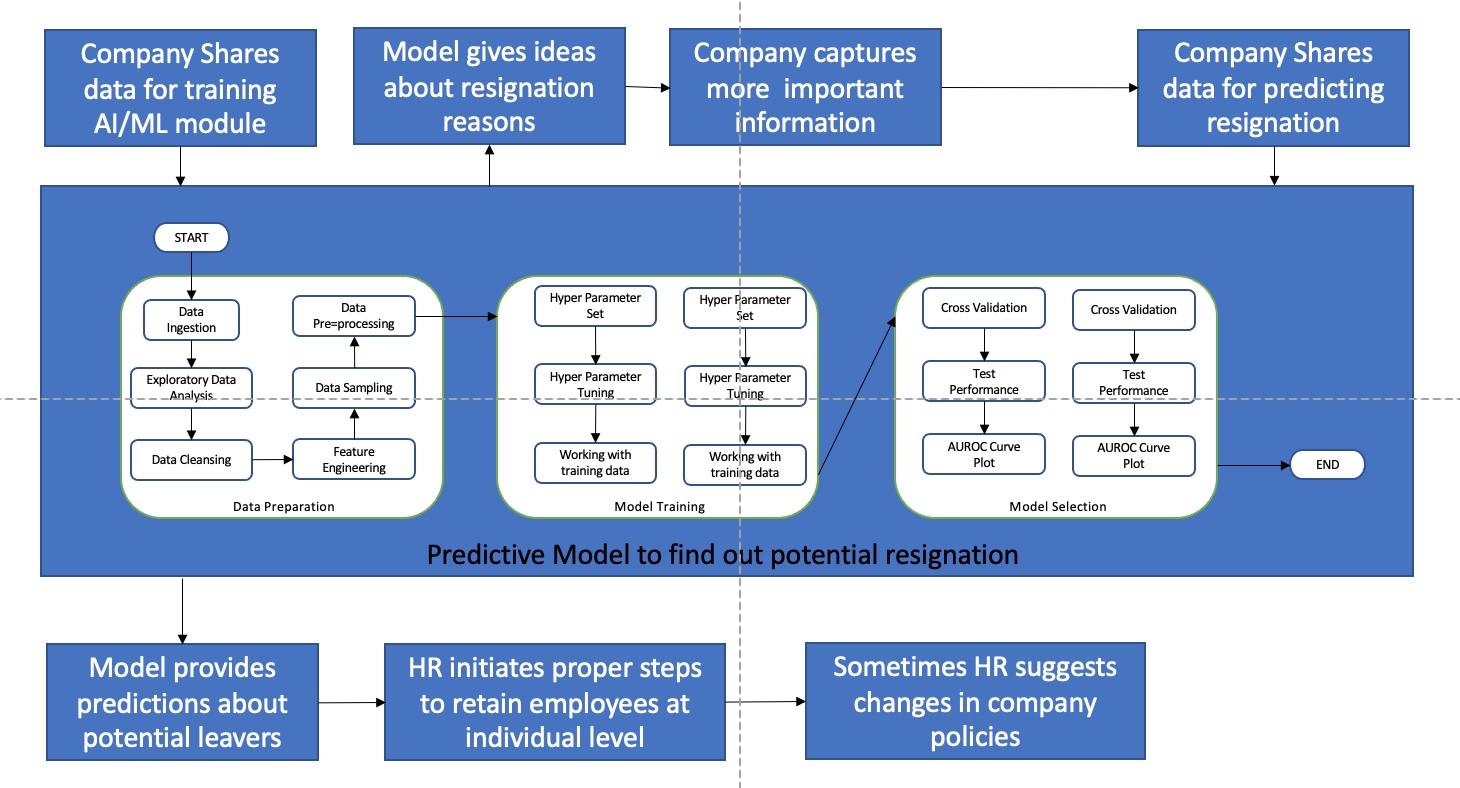 Company Shares
data for training
AI/ML module
Model gives ideas
about resignation
reasons
Company captures
more  important
information
Company Shares
data for predicting
resignation
START
Data
Ingestion
Exploratory Data
Analysis
Data Cleansing
Data
Pre=processing
Data Sampling
Feature
Engineering
Data Preparation
Hyper Parameter
Set
Hyper Parameter
Tuning
Working with
training data
Hyper Parameter
Set
Hyper Parameter
Tuning
Working with
training data
Model Training
Cross Validation
Test
Performance
AUROC Curve
Plot
Cross Validation
Test
Performance
AUROC Curve
Plot
Model Selection
END
Predictive Model to find out potential resignation
Model provides
predictions about
potential leavers
HR initiates proper steps
to retain employees at
individual level
Sometimes HR suggests
changes in company
policies